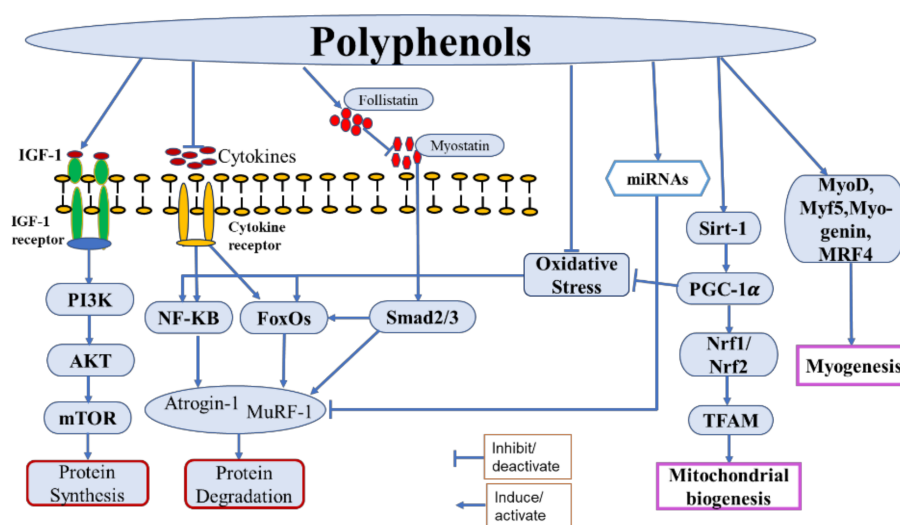 Polyphenols
Follistatin
IGF-1
Cytokines
Myostatin
miRNAs
MyoD,
Myf5,Myo-
genin,
MRF4
IGF-1
receptor
Cytokine
receptor
Sirt-1
Oxidative
Stress
PGC-1α
PI3K
NF-KB
FoxOs
Smad2/3
Nrf1/
Nrf2
AKT
Myogenesis
Atrogin-1
MuRF-1
mTOR
TFAM
Protein
Synthesis
Protein
Degradation
Inhibit/
deactivate
Mitochondrial
biogenesis
Induce/
activate